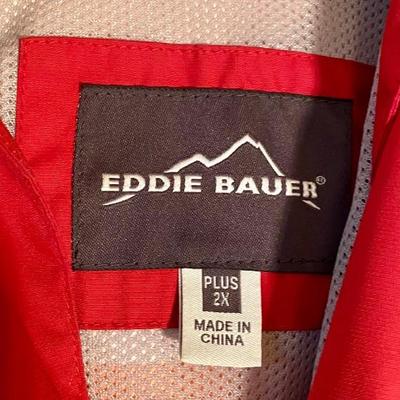 EDDIE BAUER®
PLUS
2X
MADE IN
CHINA